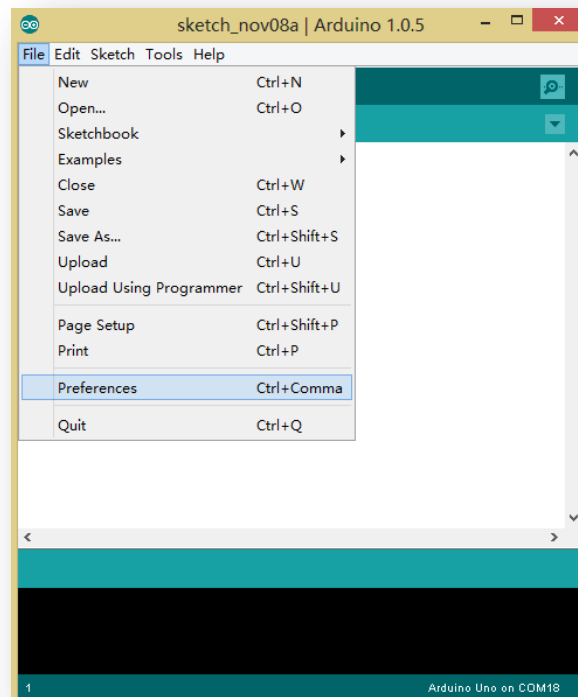 sketch_nov08a | Arduino 1.0.5
File Edit Sketch Tools Help
New Ctrl+N
Open... Ctrl+O
Sketchbook
Examples
Close Ctrl+W
Save Ctrl+S
Save As... Ctrl+Shift+S
Upload Ctrl+U
Upload Using Programmer Ctrl+Shift+U
Page Setup Ctrl+Shift+P
Print Ctrl+P
Preferences Ctrl+Comma
Quit Ctrl+Q
1 Arduino Uno on COM18